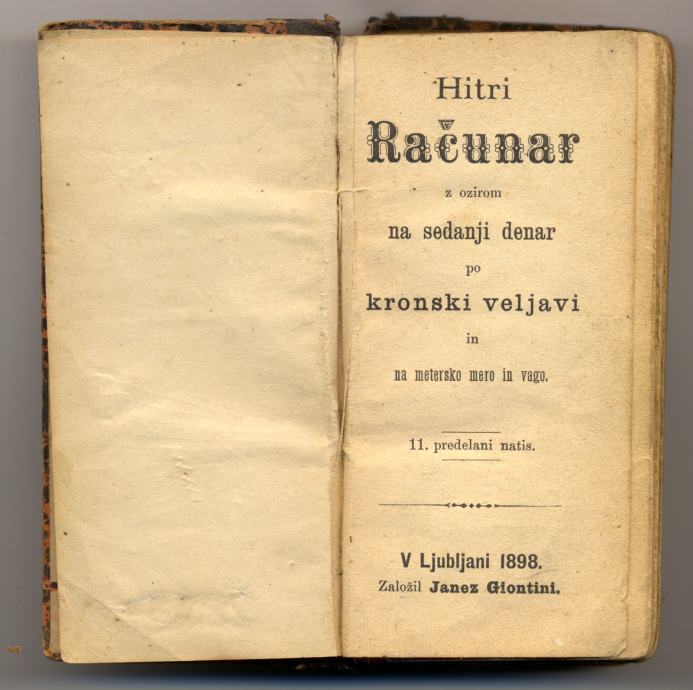 Hitri
Računar
z ozirom
na sedanji denar
po
kronski veljavi
in
na metersko mero in vago.
11. predelani natis.
V Ljubljani 1898.
Založil Janez Giontini.